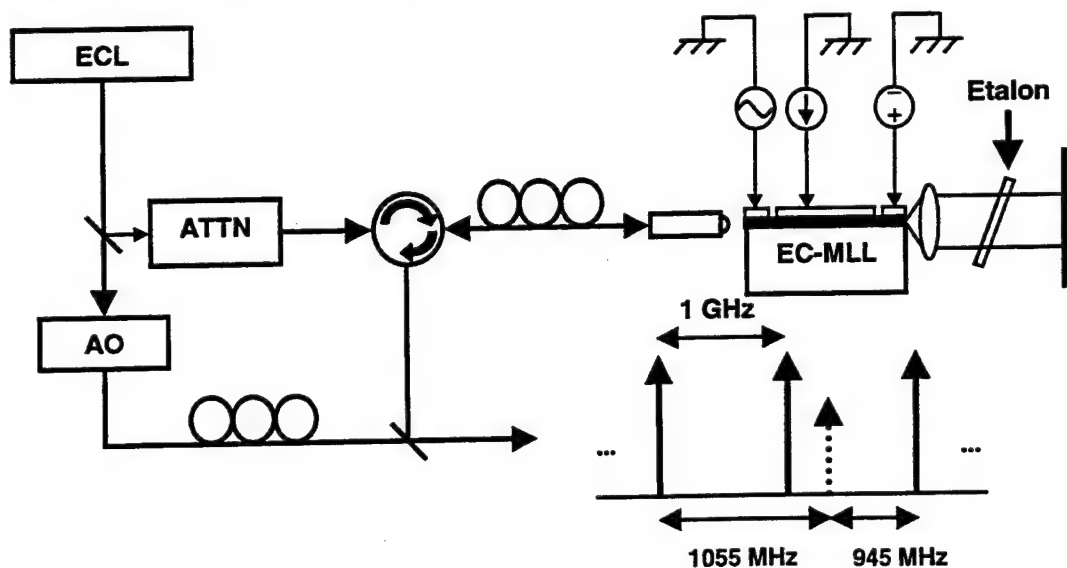 ECL
Etalon
ATTN
EC-MLL
1 GHz
AO
...
...
1055 MHz
945 MHz